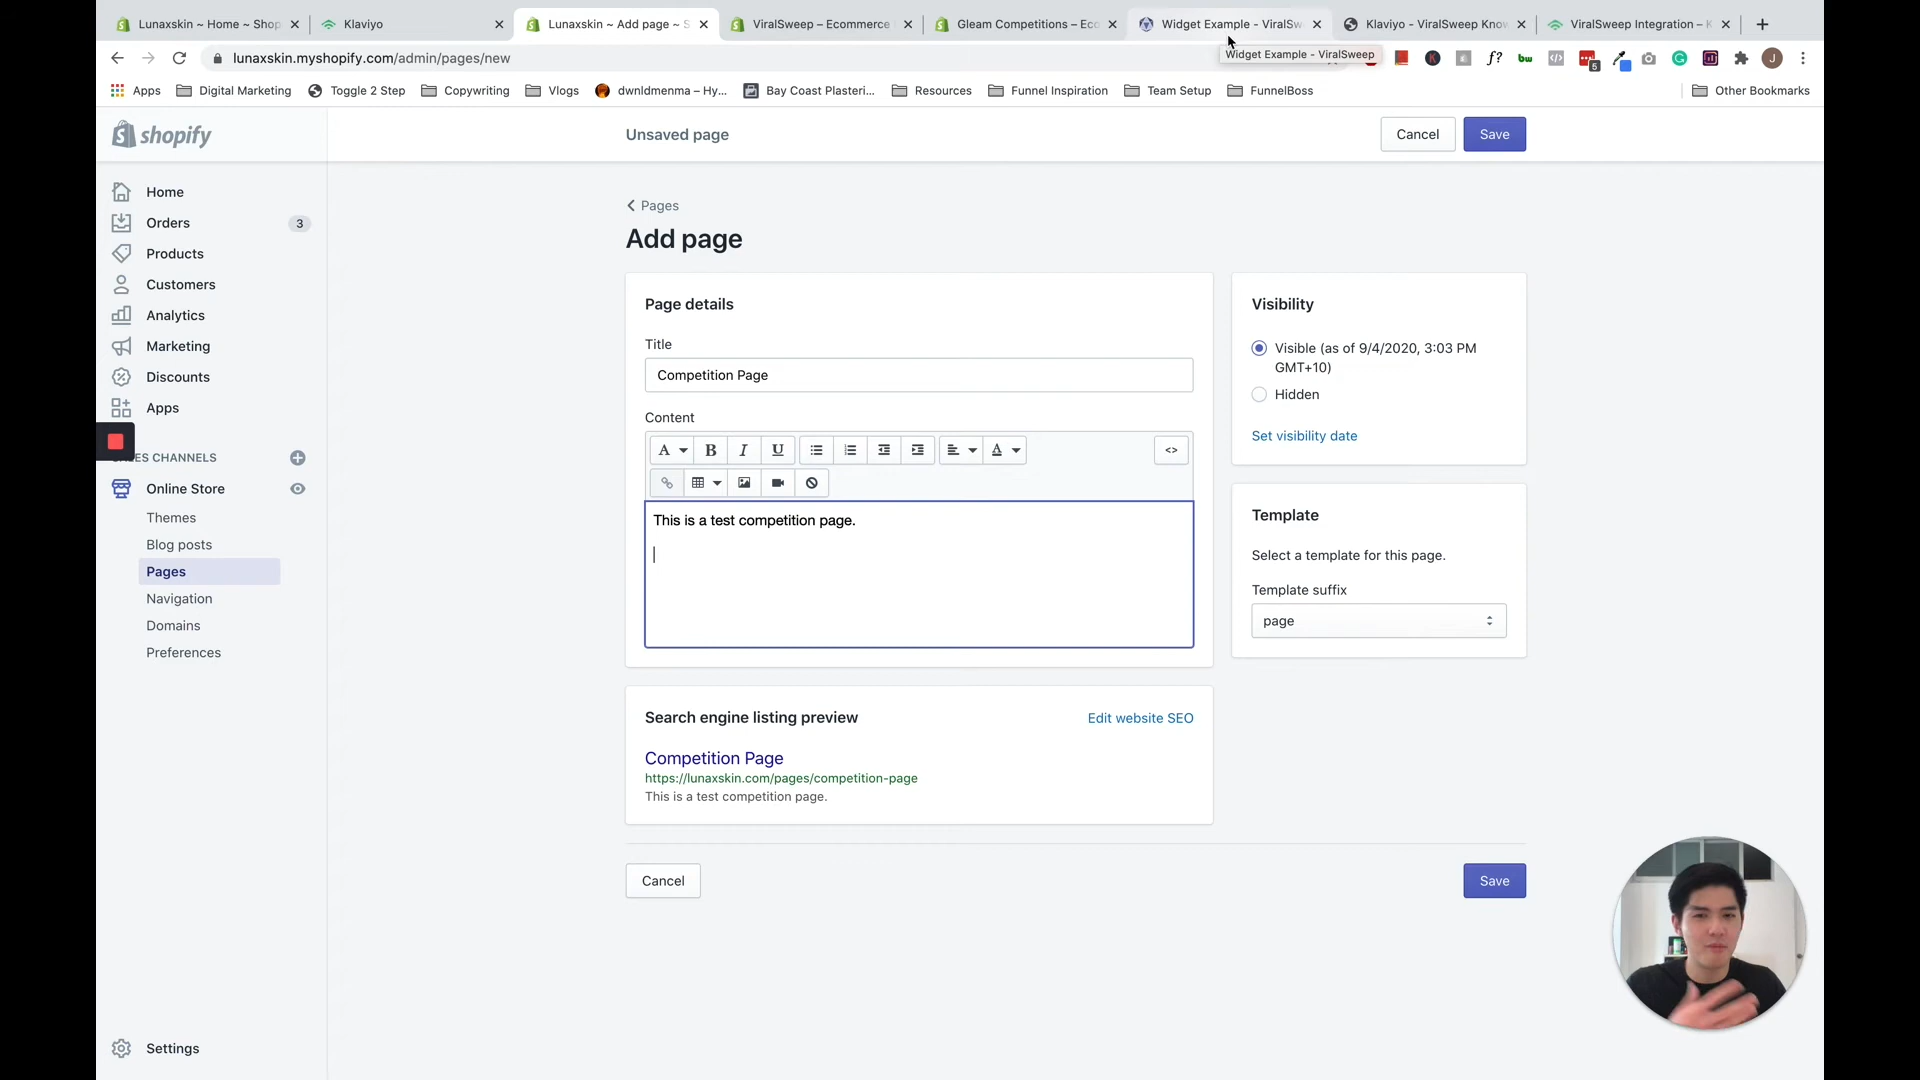 Lunaxskin ~ Home ~ Shop
Klaviyo
Lunaxskin ~ Add page ~ S
ViralSweep – Ecommerce
Gleam Competitions – Ecc
Widget Example - ViralSw
Klaviyo - ViralSweep Know
ViralSweep Integration – K
lunaxskin.myshopify.com/admin/pages/new
Widget Example - ViralSweep
f?
bw
5
J
Apps
Digital Marketing
Toggle 2 Step
Copywriting
Vlogs
dwnldmenma – Hy...
Bay Coast Plasteri...
Resources
Funnel Inspiration
Team Setup
FunnelBoss
Other Bookmarks
shopify
Unsaved page
Cancel
Save
Home
Orders
3
Products
Customers
Analytics
Marketing
Discounts
Apps
SALES CHANNELS
Online Store
Themes
Blog posts
Pages
Navigation
Domains
Preferences
Settings
Pages
Add page
Page details
Title
Competition Page
Content
A
B
I
U
A
<>
This is a test competition page.
Search engine listing preview
Edit website SEO
Competition Page
https://lunaxskin.com/pages/competition-page
This is a test competition page.
Cancel
Save
Visibility
Visible (as of 9/4/2020, 3:03 PM
GMT+10)
Hidden
Set visibility date
Template
Select a template for this page.
Template suffix
page